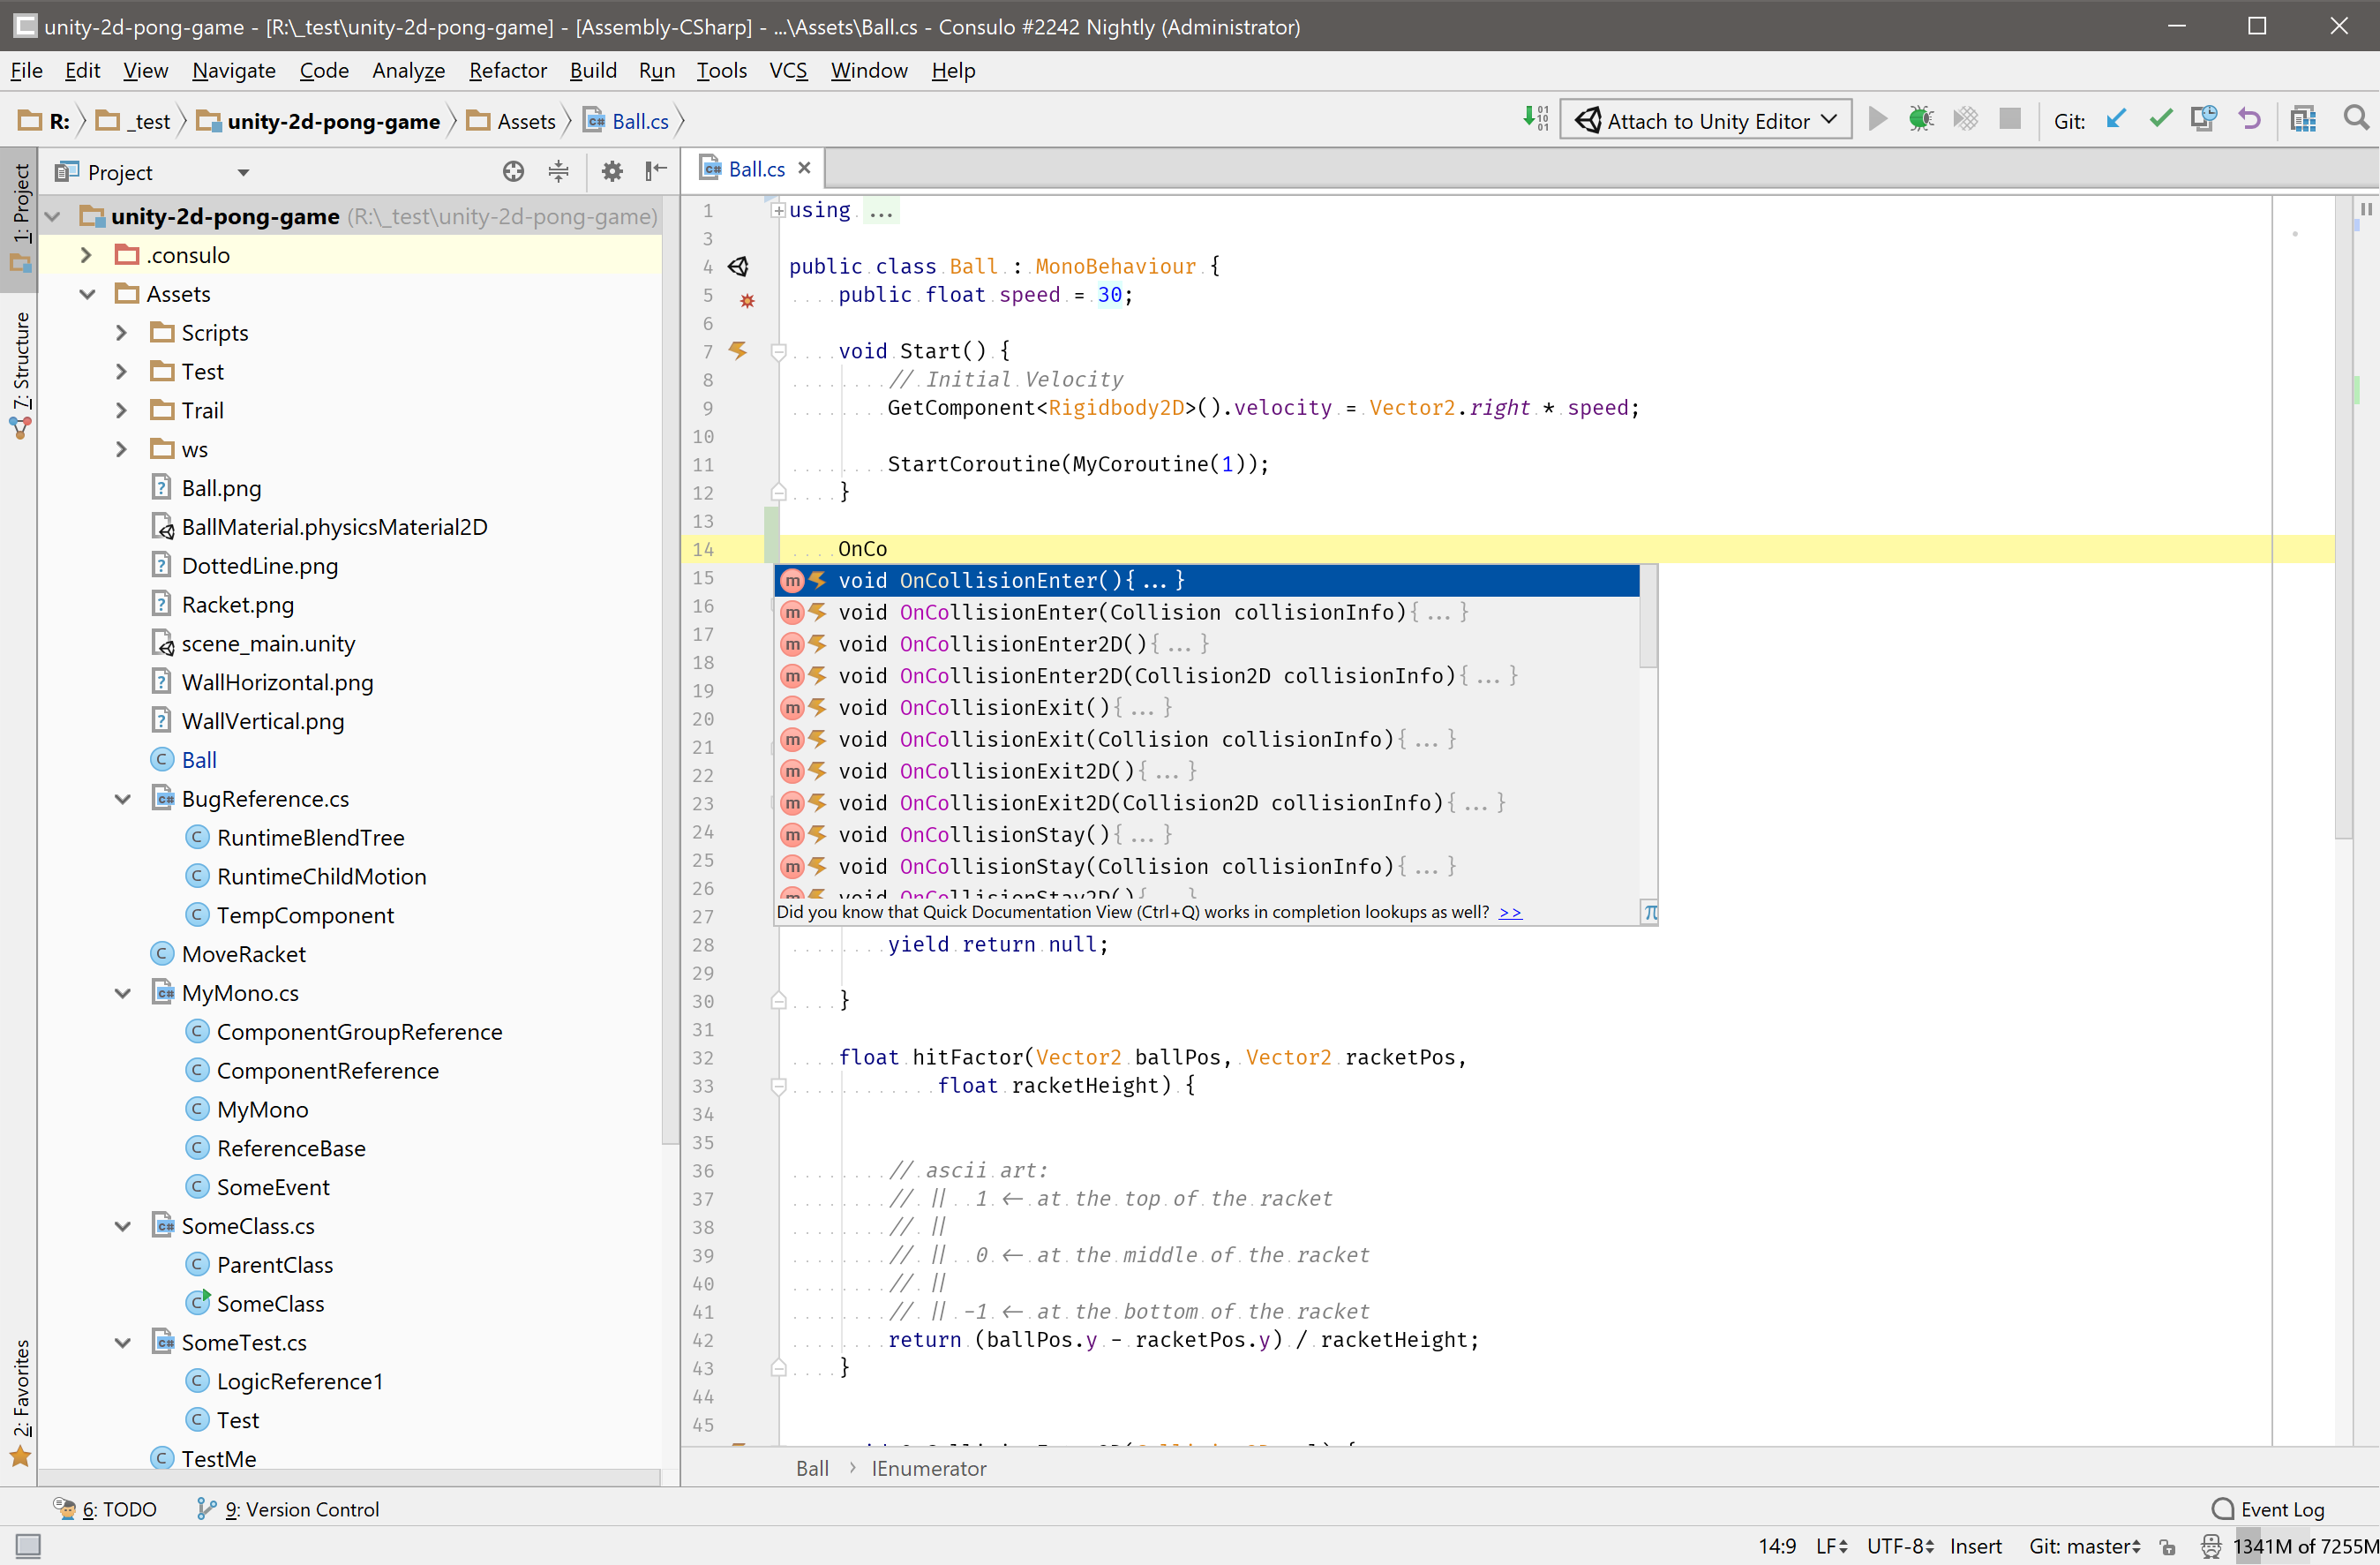 unity-2d-pong-game - [R:\_test\unity-2d-pong-game] - [Assembly-CSharp] - ...\Assets\Ball.cs - Consulo #2242 Nightly (Administrator)
File Edit View Navigate Code Analyze Refactor Build Run Tools VCS Window Help
R: _test unity-2d-pong-game Assets Ball.cs
Attach to Unity Editor Git:
1: Project
7: Structure
2: Favorites
Project
unity-2d-pong-game (R:\_test\unity-2d-pong-game)
.consulo
Assets
Scripts
Test
Trail
ws
Ball.png
BallMaterial.physicsMaterial2D
DottedLine.png
Racket.png
scene_main.unity
WallHorizontal.png
WallVertical.png
Ball
BugReference.cs
RuntimeBlendTree
RuntimeChildMotion
TempComponent
MoveRacket
MyMono.cs
ComponentGroupReference
ComponentReference
MyMono
ReferenceBase
SomeEvent
SomeClass.cs
ParentClass
SomeClass
SomeTest.cs
LogicReference1
Test
TestMe
Ball.cs
1 using ...
3
4 public class Ball : MonoBehaviour {
5 public float speed = 30;
6
7 void Start() {
8 // Initial Velocity
9 GetComponent<Rigidbody2D>().velocity = Vector2.right * speed;
10
11 StartCoroutine(MyCoroutine(1));
12 }
13
14 OnCo
15 void OnCollisionEnter(){...}
16 void OnCollisionEnter(Collision collisionInfo){...}
17 void OnCollisionEnter2D(){...}
18 void OnCollisionEnter2D(Collision2D collisionInfo){...}
19
20 void OnCollisionExit(){...}
21 void OnCollisionExit(Collision collisionInfo){...}
22 void OnCollisionExit2D(){...}
23 void OnCollisionExit2D(Collision2D collisionInfo){...}
24 void OnCollisionStay(){...}
25 void OnCollisionStay(Collision collisionInfo){...}
26 void OnCollisionStay2D(){...}
27 Did you know that Quick Documentation View (Ctrl+Q) works in completion lookups as well? >> π
28 yield return null;
29
30 }
31
32 float hitFactor(Vector2 ballPos, Vector2 racketPos,
33 float racketHeight) {
34
35
36 // ascii art:
37 // || 1 <- at the top of the racket
38 // ||
39 // || 0 <- at the middle of the racket
40 // ||
41 // || -1 <- at the bottom of the racket
42 return (ballPos.y - racketPos.y) / racketHeight;
43 }
44
45
Ball > IEnumerator
6: TODO 9: Version Control Event Log
14:9 LF UTF-8 Insert Git: master 1341M of 7255M